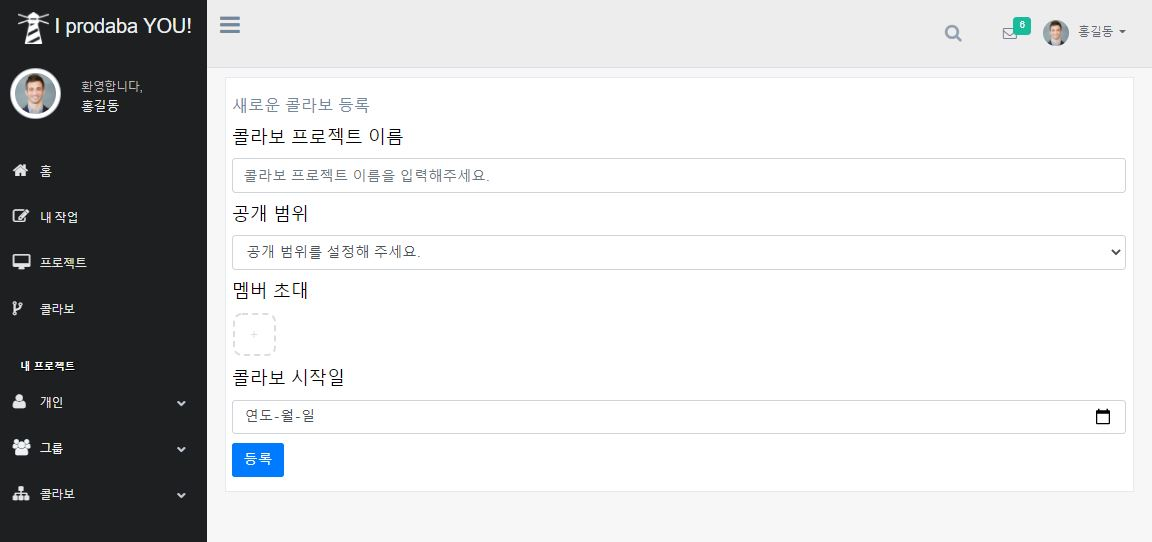 I prodaba YOU!
6
홍길동
환영합니다,
홍길동
홈
내 작업
프로젝트
콜라보
내 프로젝트
개인
그룹
콜라보
새로운 콜라보 등록
콜라보 프로젝트 이름
콜라보 프로젝트 이름을 입력해주세요.
공개 범위
공개 범위를 설정해 주세요.
멤버 초대
+
콜라보 시작일
연도-월-일
등록